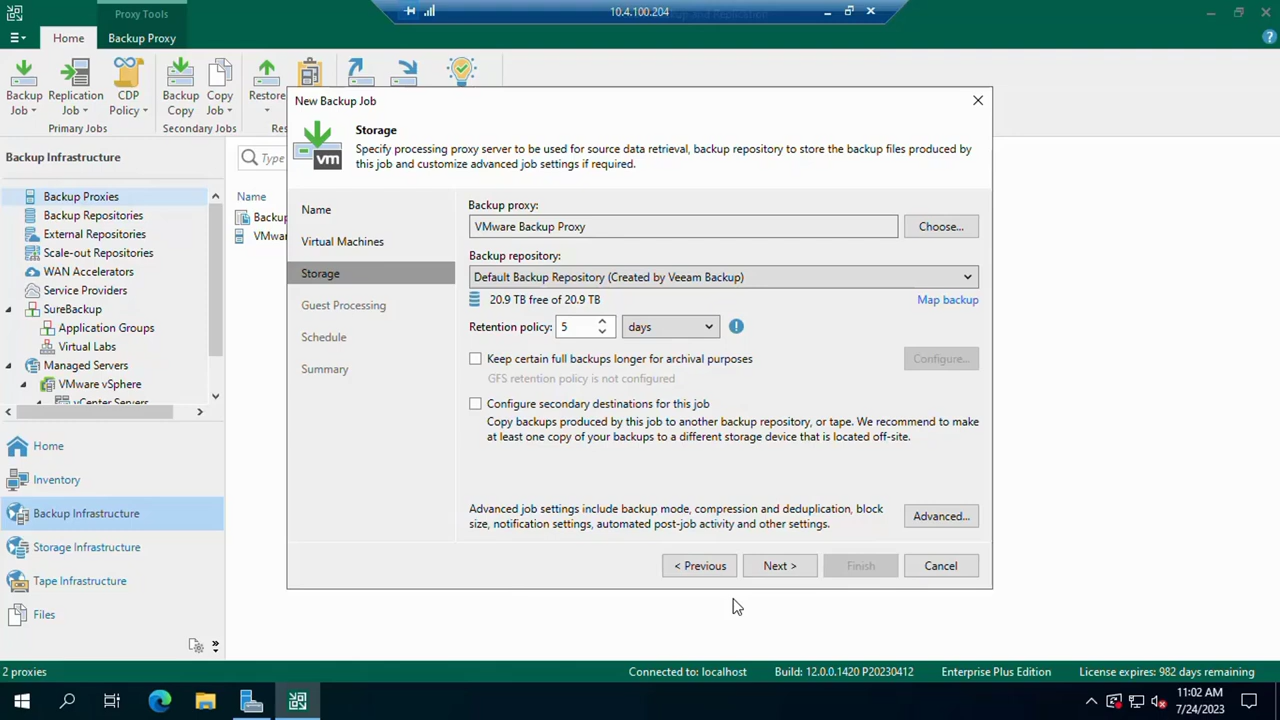 Proxy Tools
10.4.100.204
Home
Backup Proxy
Backup Job
Replication Job
CDP Policy
Backup Copy
Copy Job
Restore
Primary Jobs
Secondary Jobs
Res
New Backup Job
vm
Storage
Specify processing proxy server to be used for source data retrieval, backup repository to store the backup files produced by
this job and customize advanced job settings if required.
Backup Infrastructure
Type
Backup Proxies
Backup Repositories
External Repositories
Scale-out Repositories
WAN Accelerators
Service Providers
SureBackup
Application Groups
Virtual Labs
Managed Servers
VMware vSphere
vCenter Servers
Home
Inventory
Backup Infrastructure
Storage Infrastructure
Tape Infrastructure
Files
Name
Backup
VMwar
Name
Virtual Machines
Storage
Guest Processing
Schedule
Summary
Backup proxy:
VMware Backup Proxy
Choose...
Backup repository:
Default Backup Repository (Created by Veeam Backup)
20.9 TB free of 20.9 TB
Map backup
Retention policy: 5 days
Keep certain full backups longer for archival purposes
Configure...
GFS retention policy is not configured
Configure secondary destinations for this job
Copy backups produced by this job to another backup repository, or tape. We recommend to make
at least one copy of your backups to a different storage device that is located off-site.
Advanced job settings include backup mode, compression and deduplication, block
size, notification settings, automated post-job activity and other settings.
Advanced...
< Previous
Next >
Finish
Cancel
2 proxies
Connected to: localhost
Build: 12.0.0.1420 P20230412
Enterprise Plus Edition
License expires: 982 days remaining
11:02 AM
7/24/2023